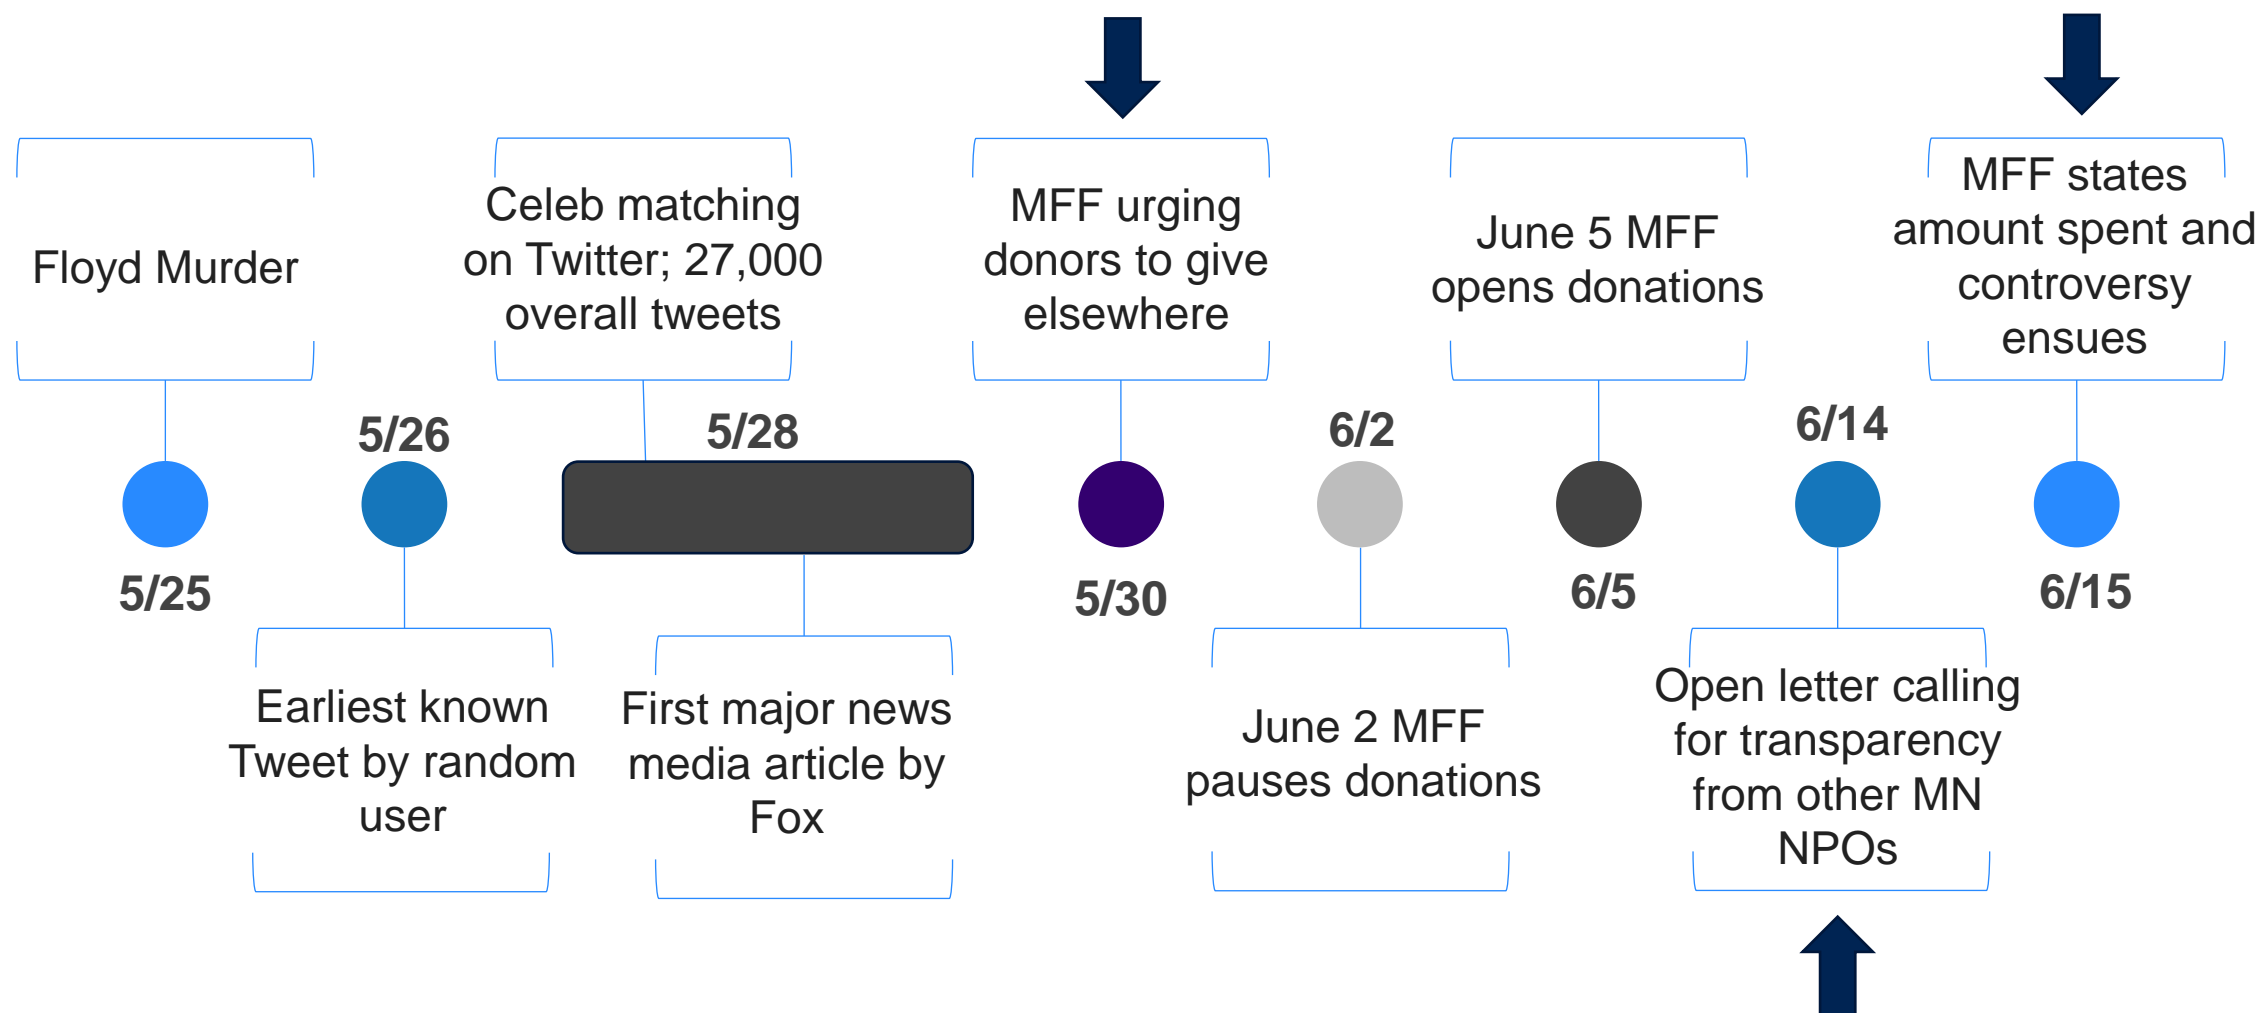 Floyd Murder
5/25
5/26
Earliest known
Tweet by random
user
Celeb matching
on Twitter; 27,000
overall tweets
5/28
First major news
media article by
Fox
MFF urging
donors to give
elsewhere
5/30
6/2
June 2 MFF
pauses donations
June 5 MFF
opens donations
6/5
6/14
Open letter calling
for transparency
from other MN
NPOs
MFF states
amount spent and
controversy
ensues
6/15